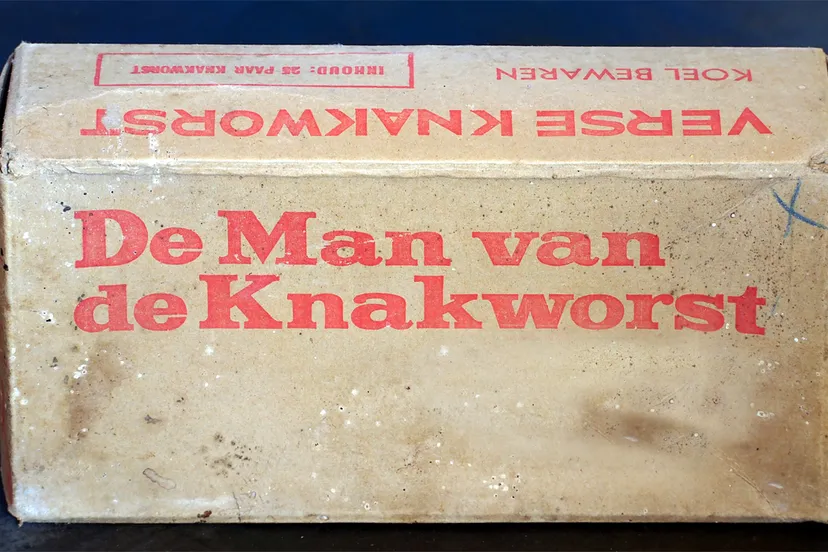 INHOUD: 25 PAAR KNAKWORST
KOEL BEWAREN
VERSE KNAKWORST
De Man van
de Knakworst
X